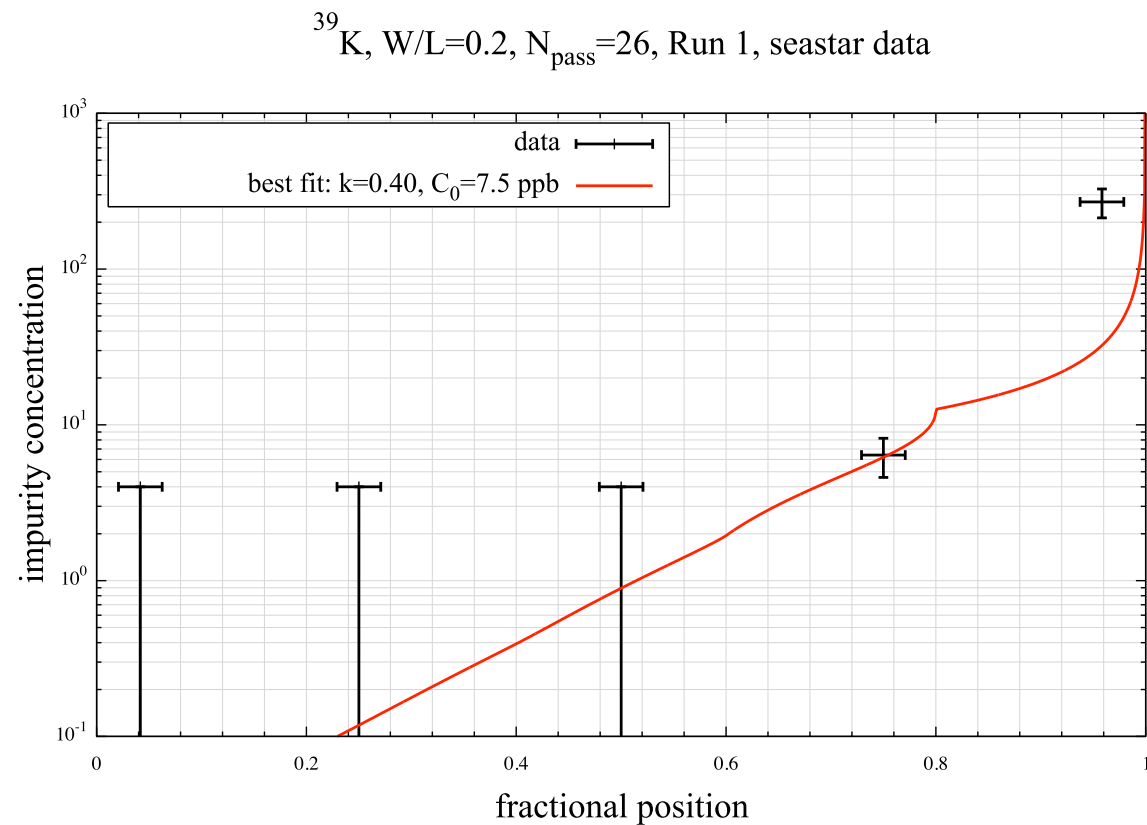 ³⁹K, W/L=0.2, N_pass=26, Run 1, seastar data
10³
data
best fit: k=0.40, C₀=7.5 ppb
10²
10¹
10⁰
10⁻¹
impurity concentration
0 0.2 0.4 0.6 0.8 1
fractional position